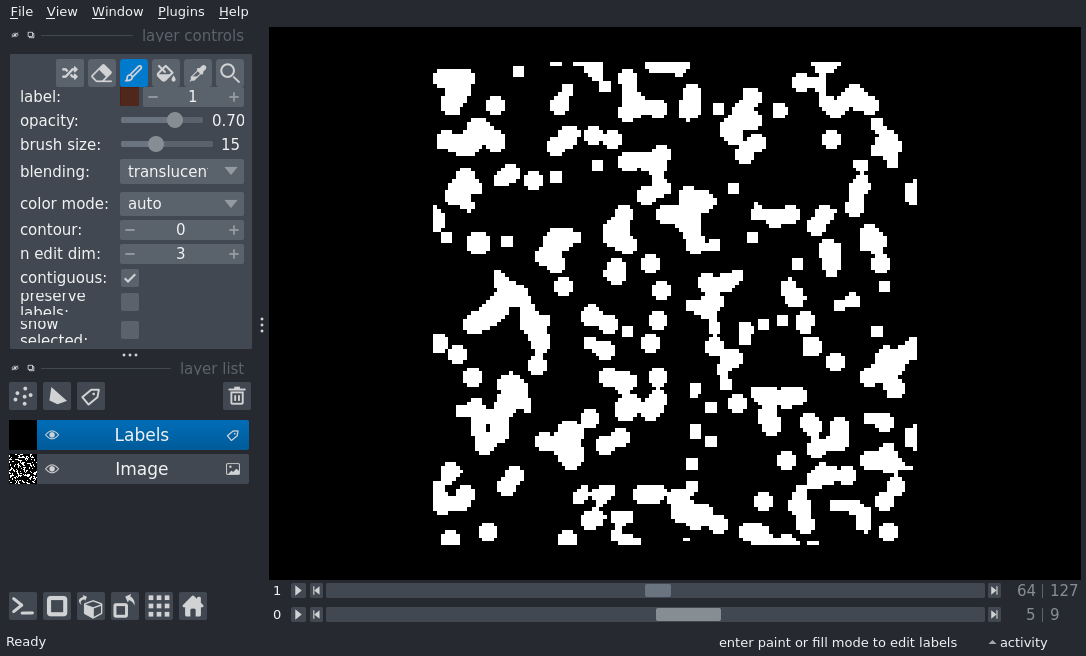 File View Window Plugins Help
layer controls
label: 1
opacity: 0.70
brush size: 15
blending: translucen
color mode: auto
contour: 0
n edit dim: 3
contiguous:
preserve
labels:
show
selected:
layer list
Labels
Image
1 64 127
0 5 9
Ready enter paint or fill mode to edit labels activity